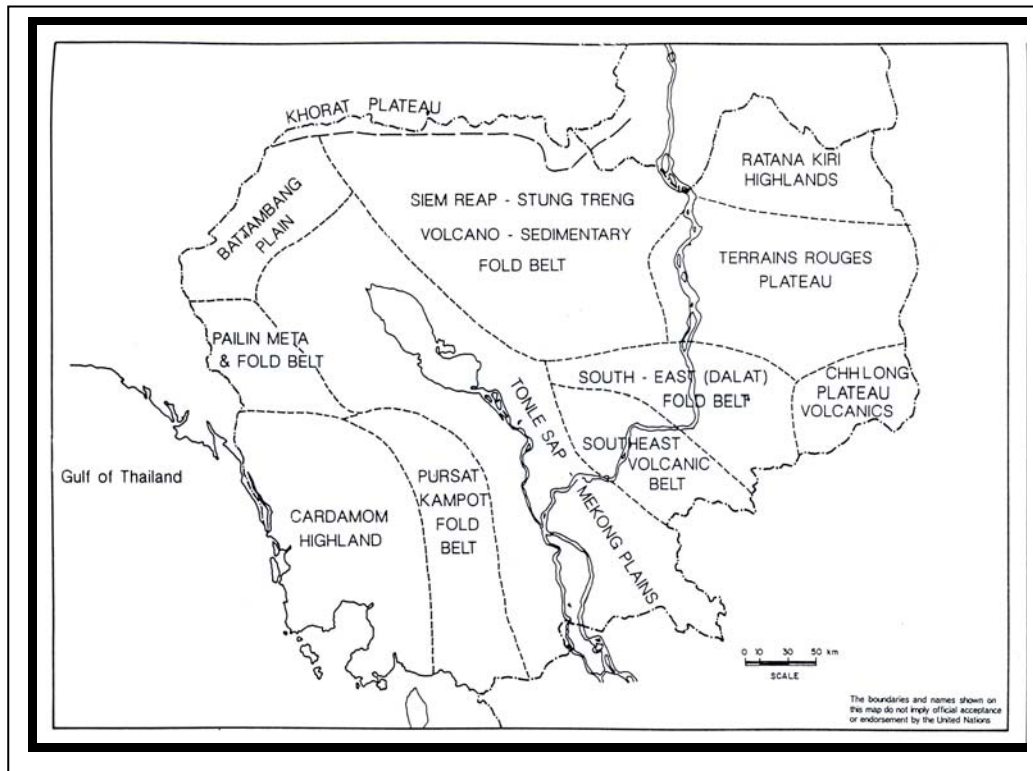 KHORAT PLATEAU
RATANA KIRI
HIGHLANDS
BATTAMBANG
PLAIN
SIEM REAP - STUNG TRENG
VOLCANO - SEDIMENTARY
FOLD BELT
TERRAINS ROUGES
PLATEAU
PAILIN META
& FOLD BELT
TONLE SAP
SOUTH - EAST (DALAT)
FOLD BELT
CHHLONG
PLATEAU
VOLCANICS
SOUTHEAST
VOLCANIC
BELT
Gulf of Thailand
PURSAT
KAMPOT
FOLD
BELT
CARDAMOM
HIGHLAND
MEKONG PLAINS
0 10 30 50 km
SCALE
The boundaries and names shown on
this map do not imply official acceptance
or endorsement by the United Nations